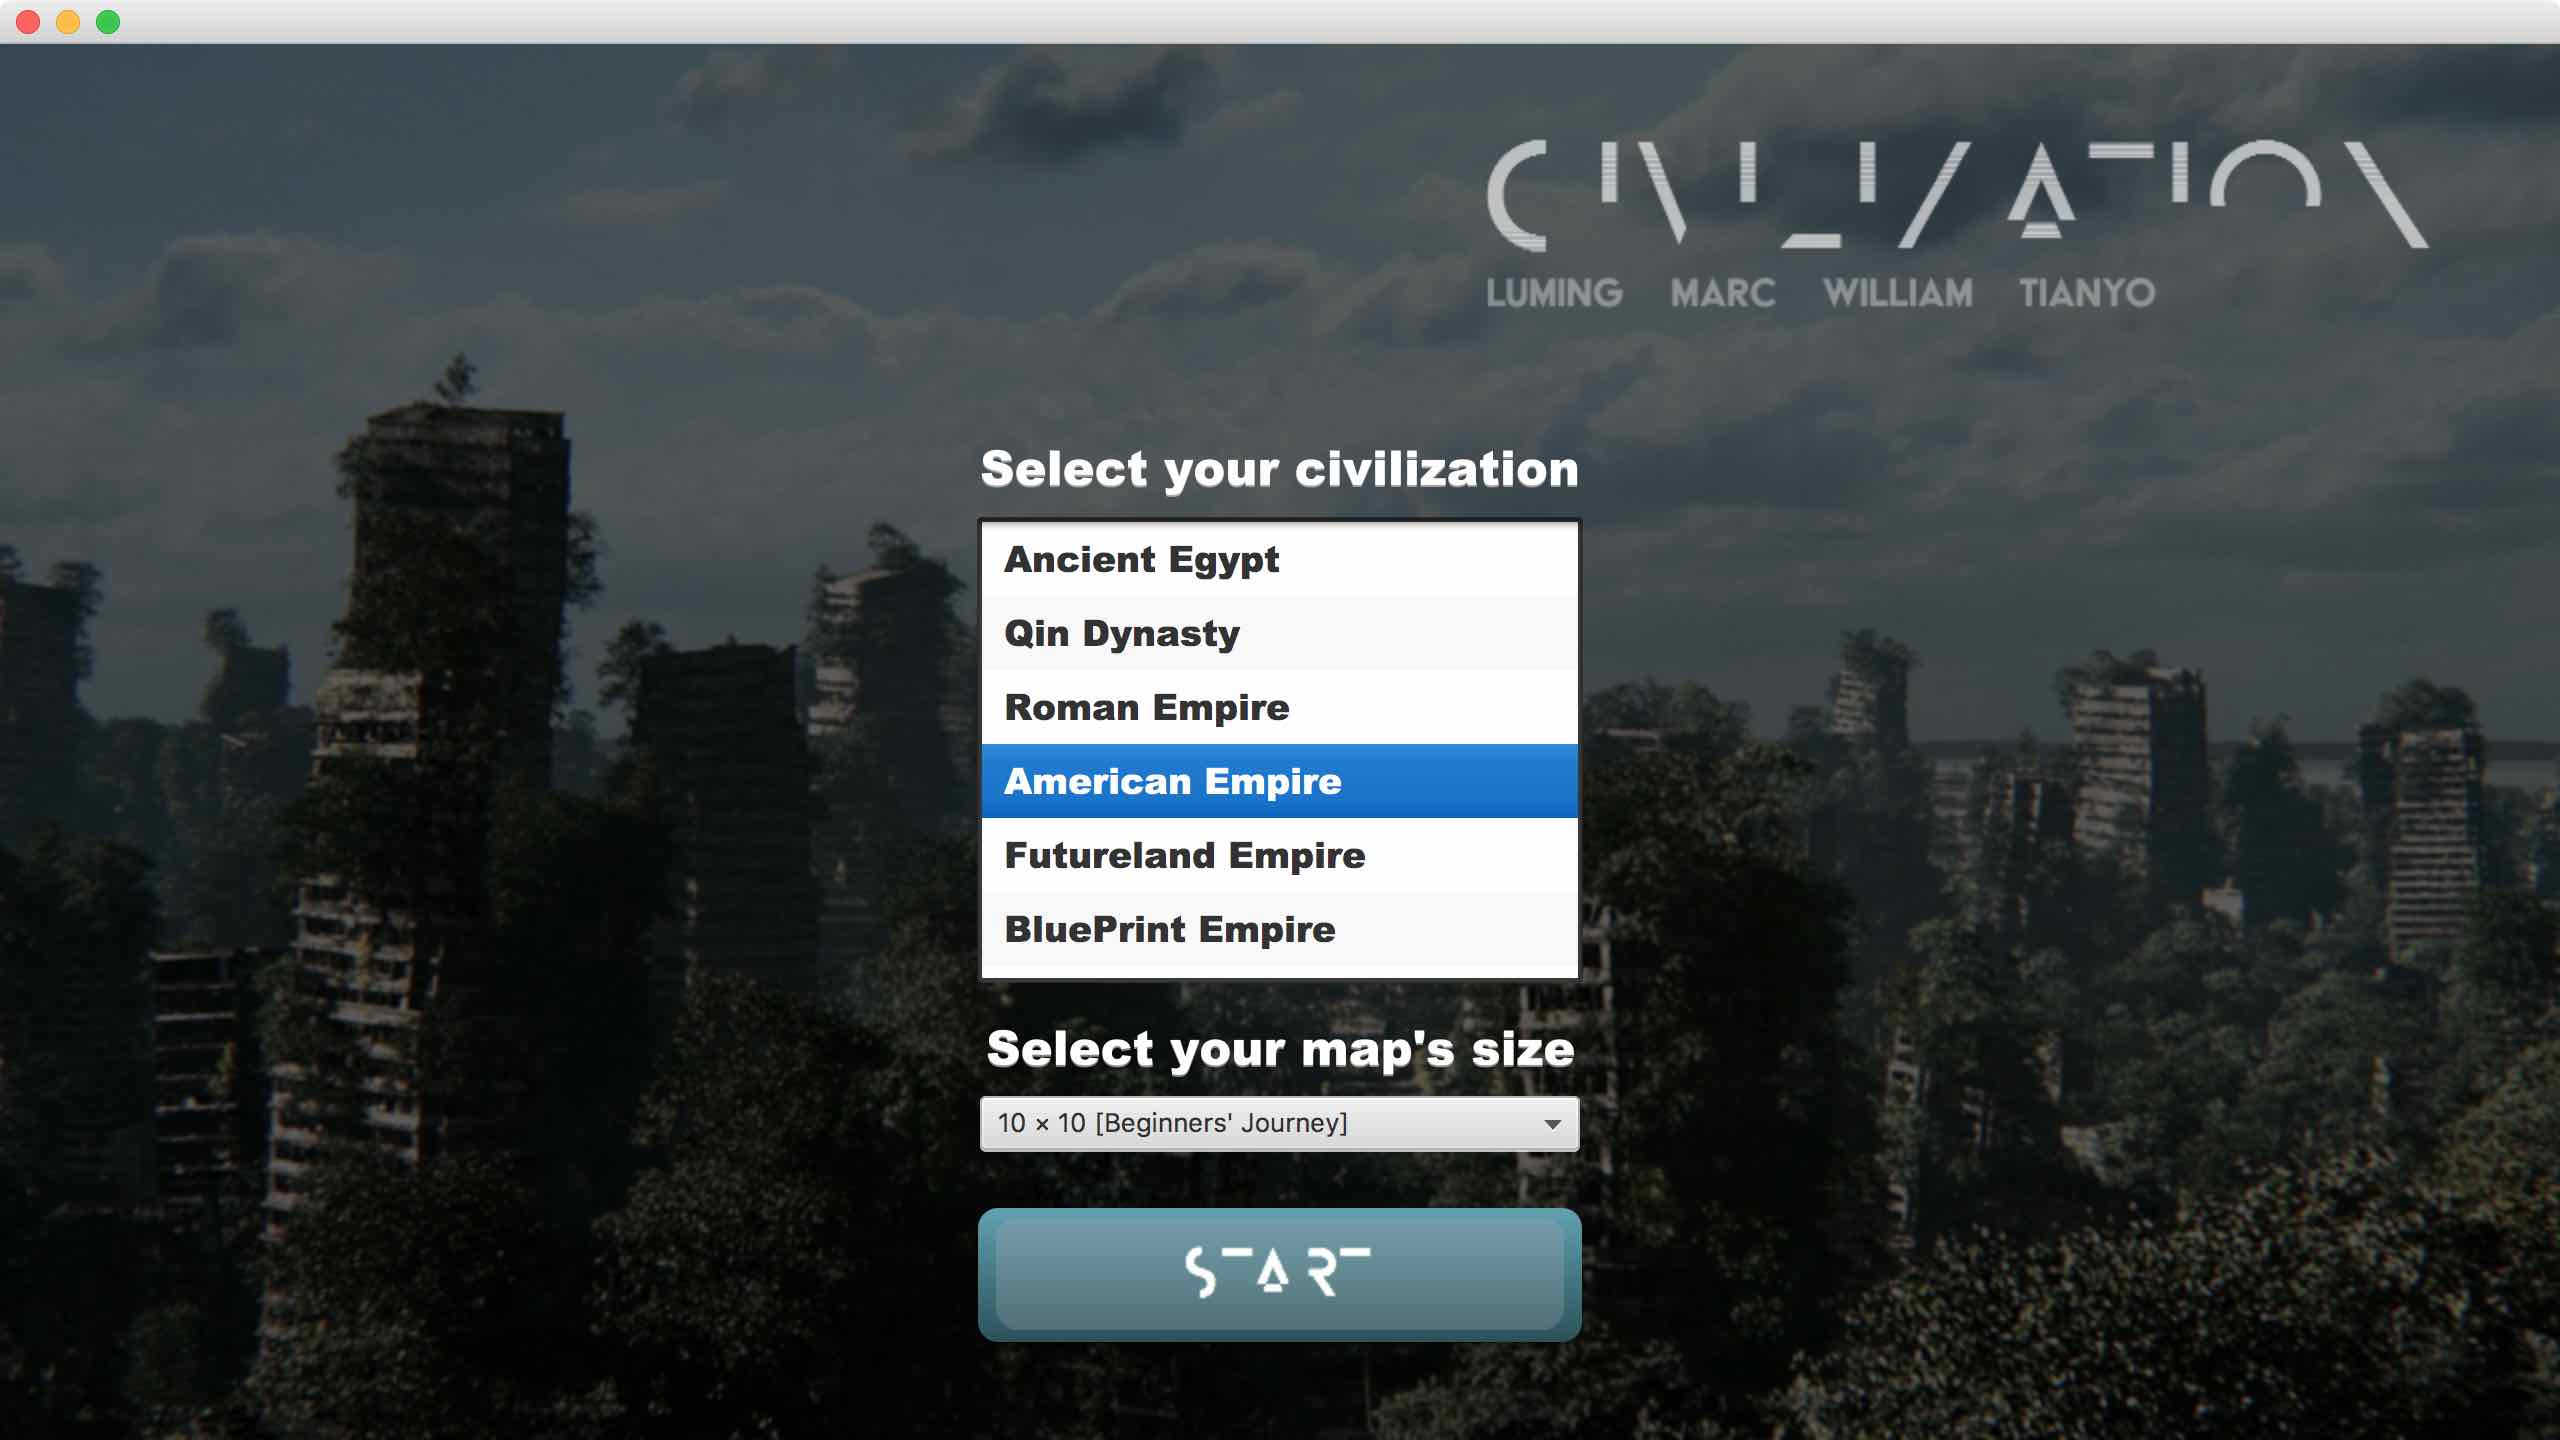 CIVILIZATION
LUMING MARC WILLIAM TIANYO
Select your civilization
Ancient Egypt
Qin Dynasty
Roman Empire
American Empire
Futureland Empire
BluePrint Empire
Select your map's size
10 × 10 [Beginners' Journey]
START